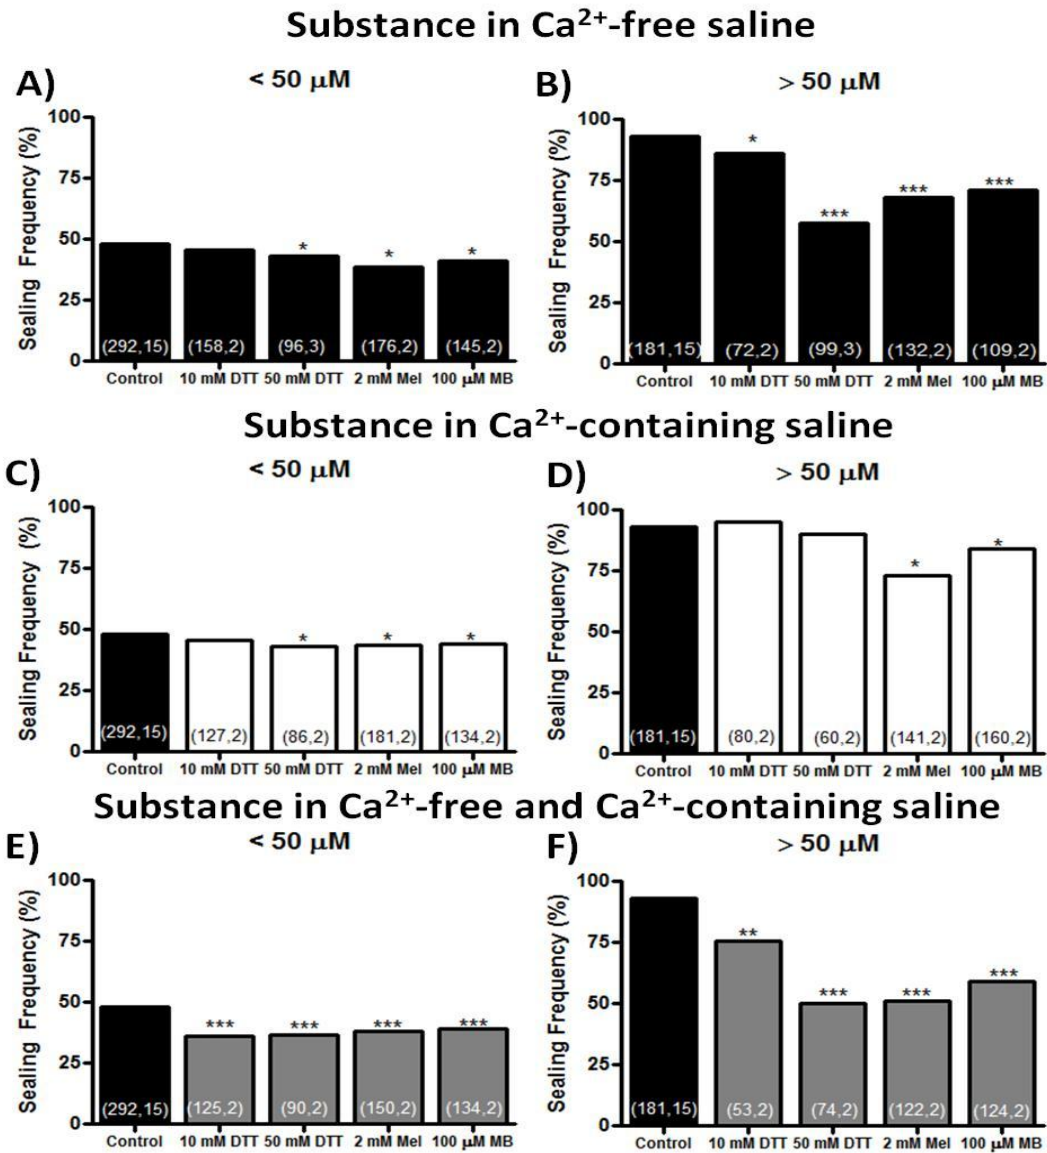 Substance in Ca²⁺-free saline
A)
< 50 µM
Sealing Frequency (%)
100
75
50
25
0
* * *
(292,15) (158,2) (96,3) (176,2) (145,2)
Control 10 mM DTT 50 mM DTT 2 mM Mel 100 µM MB
B)
> 50 µM
Sealing Frequency (%)
100
75
50
25
0
* *** *** ***
(181,15) (72,2) (99,3) (132,2) (109,2)
Control 10 mM DTT 50 mM DTT 2 mM Mel 100 µM MB
Substance in Ca²⁺-containing saline
C)
< 50 µM
Sealing Frequency (%)
100
75
50
25
0
* * *
(292,15) (127,2) (86,2) (181,2) (134,2)
Control 10 mM DTT 50 mM DTT 2 mM Mel 100 µM MB
D)
> 50 µM
Sealing Frequency (%)
100
75
50
25
0
* *
(181,15) (80,2) (60,2) (141,2) (160,2)
Control 10 mM DTT 50 mM DTT 2 mM Mel 100 µM MB
Substance in Ca²⁺-free and Ca²⁺-containing saline
E)
< 50 µM
Sealing Frequency (%)
100
75
50
25
0
*** *** *** ***
(292,15) (125,2) (90,2) (150,2) (134,2)
Control 10 mM DTT 50 mM DTT 2 mM Mel 100 µM MB
F)
> 50 µM
Sealing Frequency (%)
100
75
50
25
0
** *** *** ***
(181,15) (53,2) (74,2) (122,2) (124,2)
Control 10 mM DTT 50 mM DTT 2 mM Mel 100 µM MB